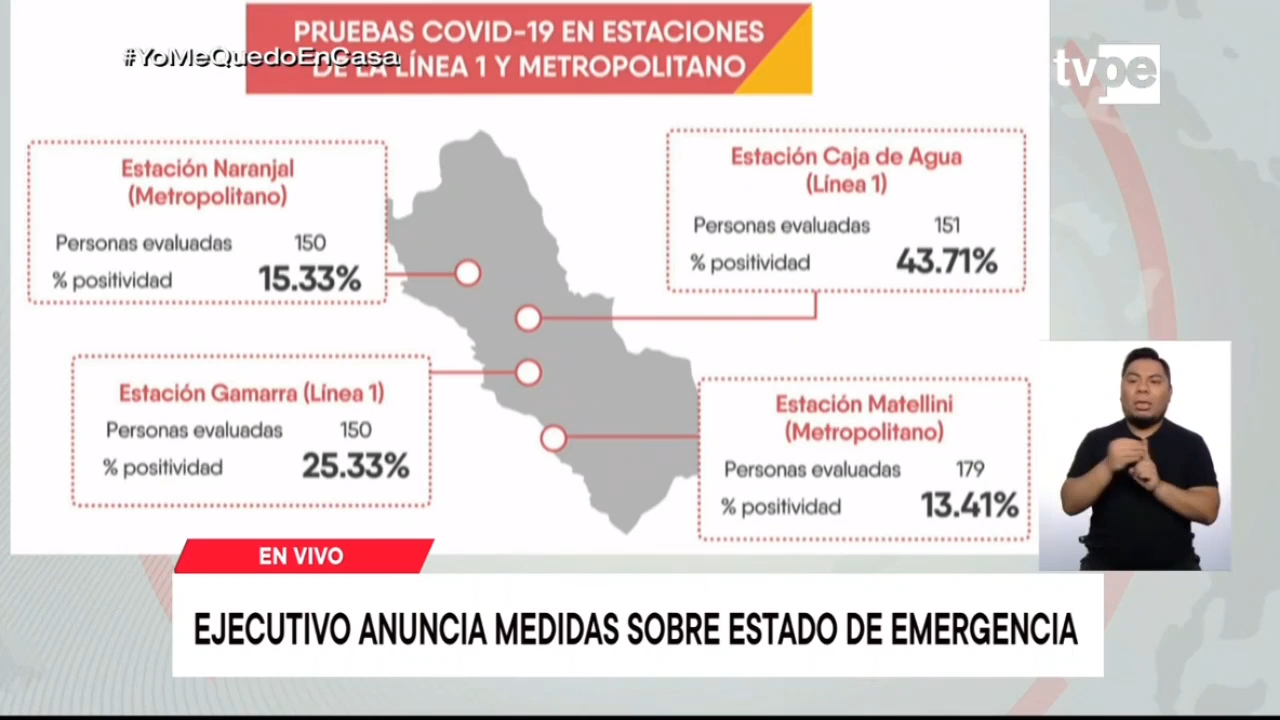 PRUEBAS COVID-19 EN ESTACIONES
DE LA LÍNEA 1 Y METROPOLITANO
#YoMeQuedoEnCasa
tvpe
Estación Naranjal
(Metropolitano)
Personas evaluadas 150
% positividad 15.33%
Estación Caja de Agua
(Línea 1)
Personas evaluadas 151
% positividad 43.71%
Estación Gamarra (Línea 1)
Personas evaluadas 150
% positividad 25.33%
Estación Matellini
(Metropolitano)
Personas evaluadas 179
% positividad 13.41%
EN VIVO
EJECUTIVO ANUNCIA MEDIDAS SOBRE ESTADO DE EMERGENCIA